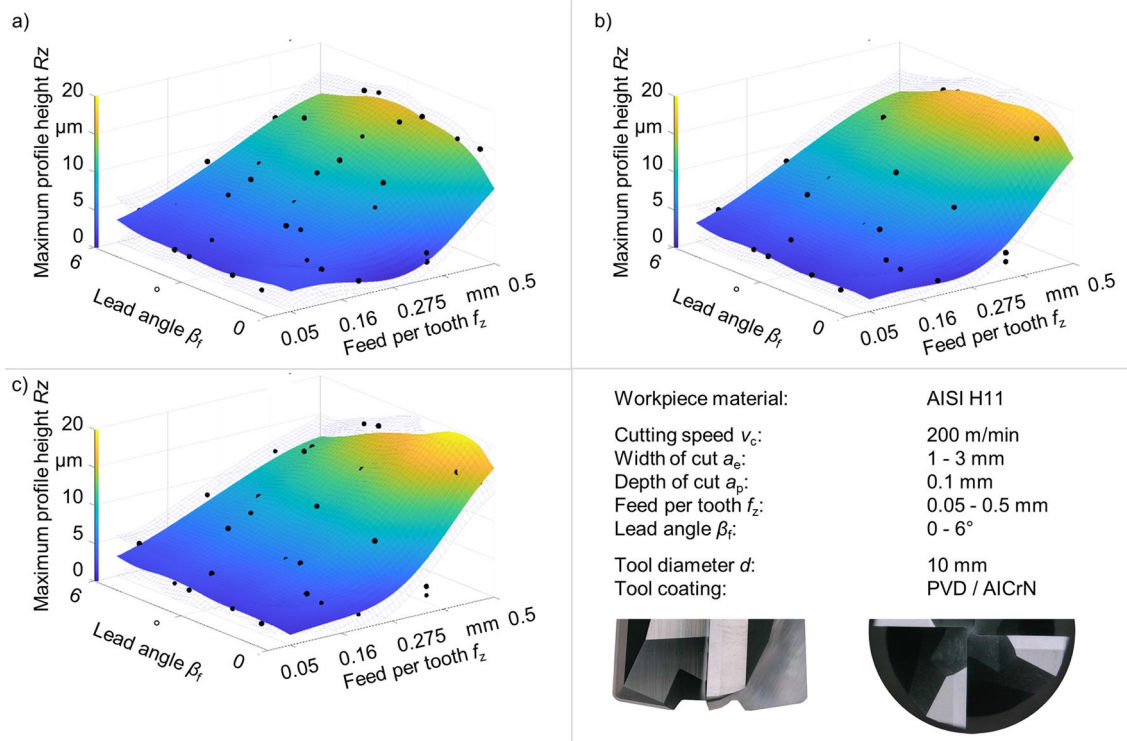 a)
Maximum profile height Rz
20
µm
10
5
0
6
°
0
Lead angle βf
0.05
0.16
0.275
mm 0.5
Feed per tooth fz
b)
Maximum profile height Rz
20
µm
10
5
0
6
°
0
Lead angle βf
0.05
0.16
0.275
mm 0.5
Feed per tooth fz
c)
Maximum profile height Rz
20
µm
10
5
0
6
°
0
Lead angle βf
0.05
0.16
0.275
mm 0.5
Feed per tooth fz
Workpiece material: AISI H11
Cutting speed vc: 200 m/min
Width of cut ae: 1 - 3 mm
Depth of cut ap: 0.1 mm
Feed per tooth fz: 0.05 - 0.5 mm
Lead angle βf: 0 - 6°
Tool diameter d: 10 mm
Tool coating: PVD / AlCrN